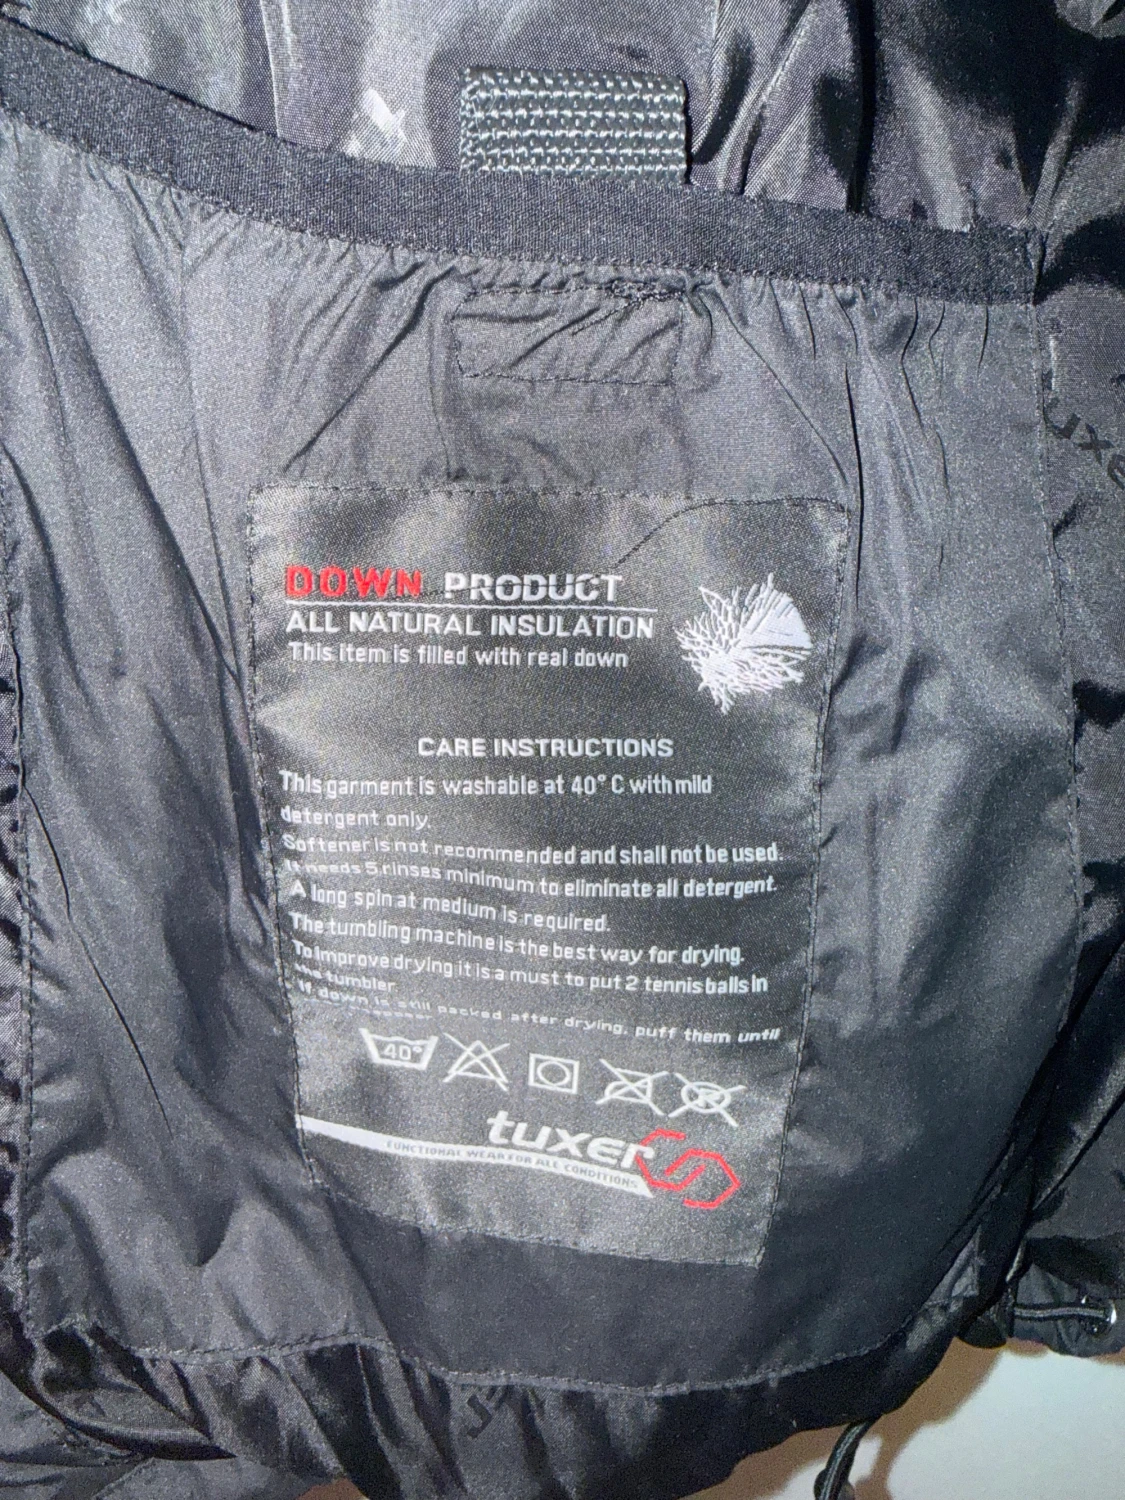 DOWN PRODUCT
ALL NATURAL INSULATION
This item is filled with real down
CARE INSTRUCTIONS
This garment is washable at 40° C with mild
detergent only.
Softener is not recommended and shall not be used.
It needs 5 rinses minimum to eliminate all detergent.
A long spin at medium is required.
The tumbling machine is the best way for drying.
To improve drying it is a must to put 2 tennis balls in
the tumbler
If down is still packed after drying, puff them until
40°
tuxer
FUNCTIONAL WEAR FOR ALL CONDITIONS